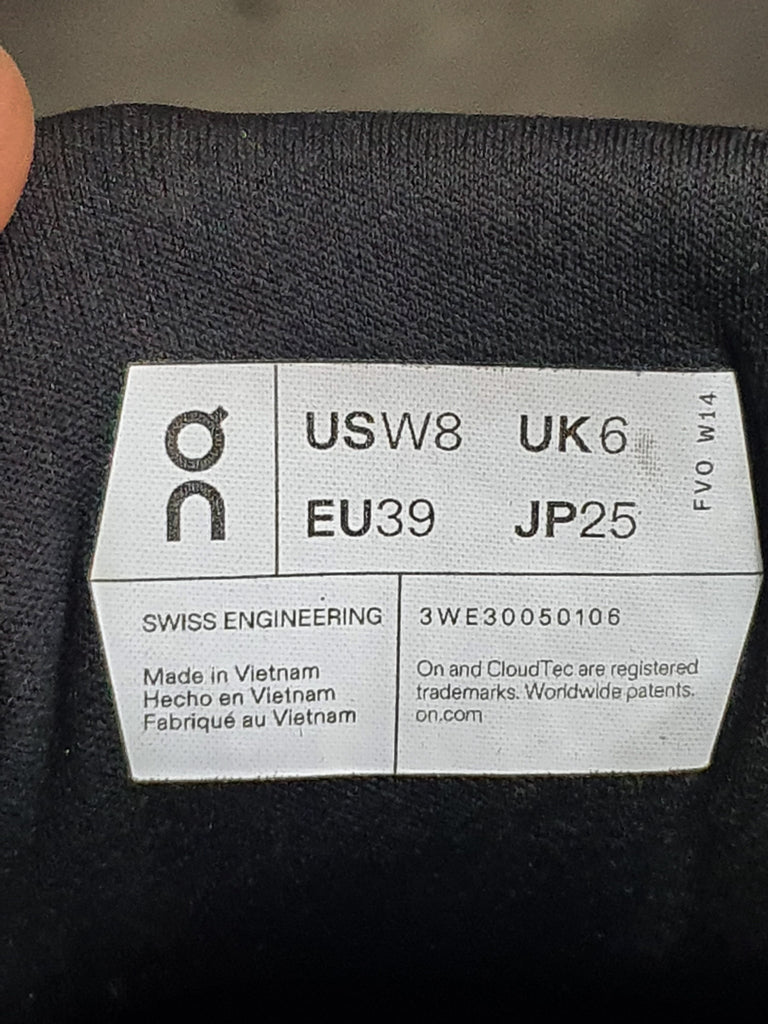 On
USW8 UK6
EU39 JP25
FVO W14
SWISS ENGINEERING
Made in Vietnam
Hecho en Vietnam
Fabriqué au Vietnam
3WE30050106
On and CloudTec are registered
trademarks. Worldwide patents.
on.com